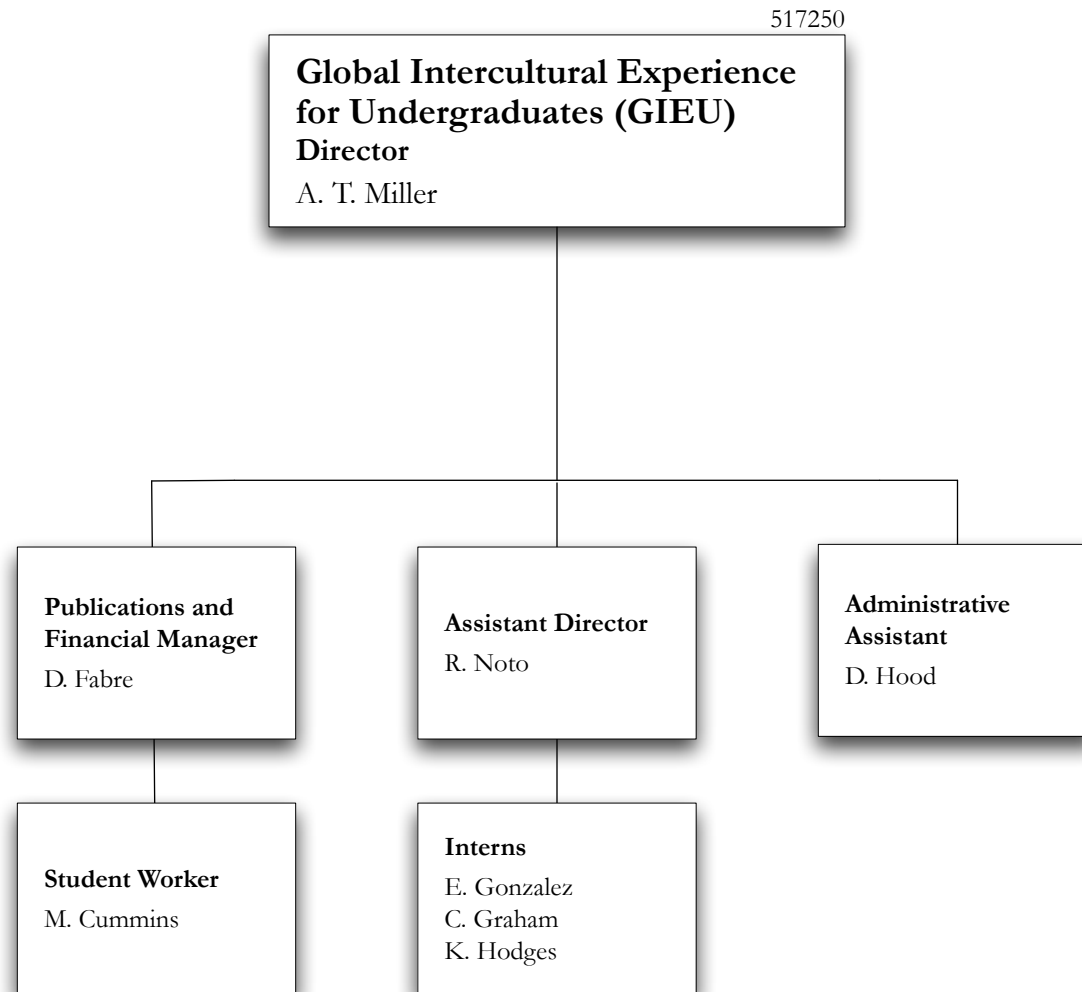 517250
Global Intercultural Experience
for Undergraduates (GIEU)
Director
A. T. Miller
Publications and
Financial Manager
D. Fabre
Assistant Director
R. Noto
Administrative
Assistant
D. Hood
Student Worker
M. Cummins
Interns
E. Gonzalez
C. Graham
K. Hodges